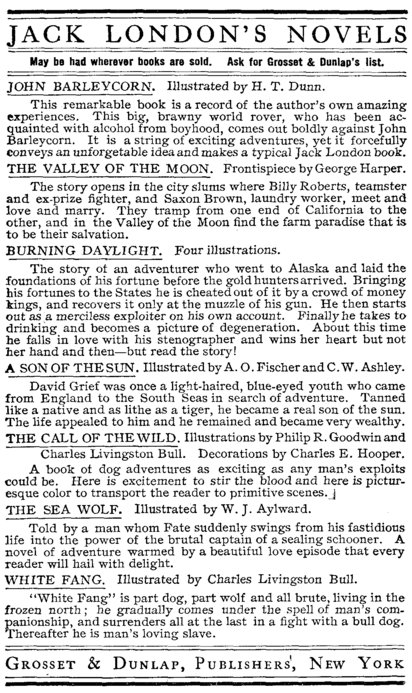 JACK LONDON'S NOVELS
May be had wherever books are sold. Ask for Grosset & Dunlap's list.
JOHN BARLEYCORN. Illustrated by H. T. Dunn.
This remarkable book is a record of the author's own amazing
experiences. This big, brawny world rover, who has been ac-
quainted with alcohol from boyhood, comes out boldly against John
Barleycorn. It is a string of exciting adventures, yet it forcefully
conveys an unforgetable idea and makes a typical Jack London book.
THE VALLEY OF THE MOON. Frontispiece by George Harper.
The story opens in the city slums where Billy Roberts, teamster
and ex-prize fighter, and Saxon Brown, laundry worker, meet and
love and marry. They tramp from one end of California to the
other, and in the Valley of the Moon find the farm paradise that is
to be their salvation.
BURNING DAYLIGHT. Four illustrations.
The story of an adventurer who went to Alaska and laid the
foundations of his fortune before the gold hunters arrived. Bringing
his fortunes to the States he is cheated out of it by a crowd of money
kings, and recovers it only at the muzzle of his gun. He then starts
out as a merciless exploiter on his own account. Finally he takes to
drinking and becomes a picture of degeneration. About this time
he falls in love with his stenographer and wins her heart but not
her hand and then—but read the story!
A SON OF THE SUN. Illustrated by A. O. Fischer and C. W. Ashley.
David Grief was once a light-haired, blue-eyed youth who came
from England to the South Seas in search of adventure. Tanned
like a native and as lithe as a tiger, he became a real son of the sun.
The life appealed to him and he remained and became very wealthy.
THE CALL OF THE WILD. Illustrations by Philip R. Goodwin and
Charles Livingston Bull. Decorations by Charles E. Hooper.
A book of dog adventures as exciting as any man's exploits
could be. Here is excitement to stir the blood and here is pictur-
esque color to transport the reader to primitive scenes.
THE SEA WOLF. Illustrated by W. J. Aylward.
Told by a man whom Fate suddenly swings from his fastidious
life into the power of the brutal captain of a sealing schooner. A
novel of adventure warmed by a beautiful love episode that every
reader will hail with delight.
WHITE FANG. Illustrated by Charles Livingston Bull.
"White Fang" is part dog, part wolf and all brute, living in the
frozen north; he gradually comes under the spell of man's com-
panionship, and surrenders all at the last in a fight with a bull dog.
Thereafter he is man's loving slave.
GROSSET & DUNLAP, PUBLISHERS, NEW YORK